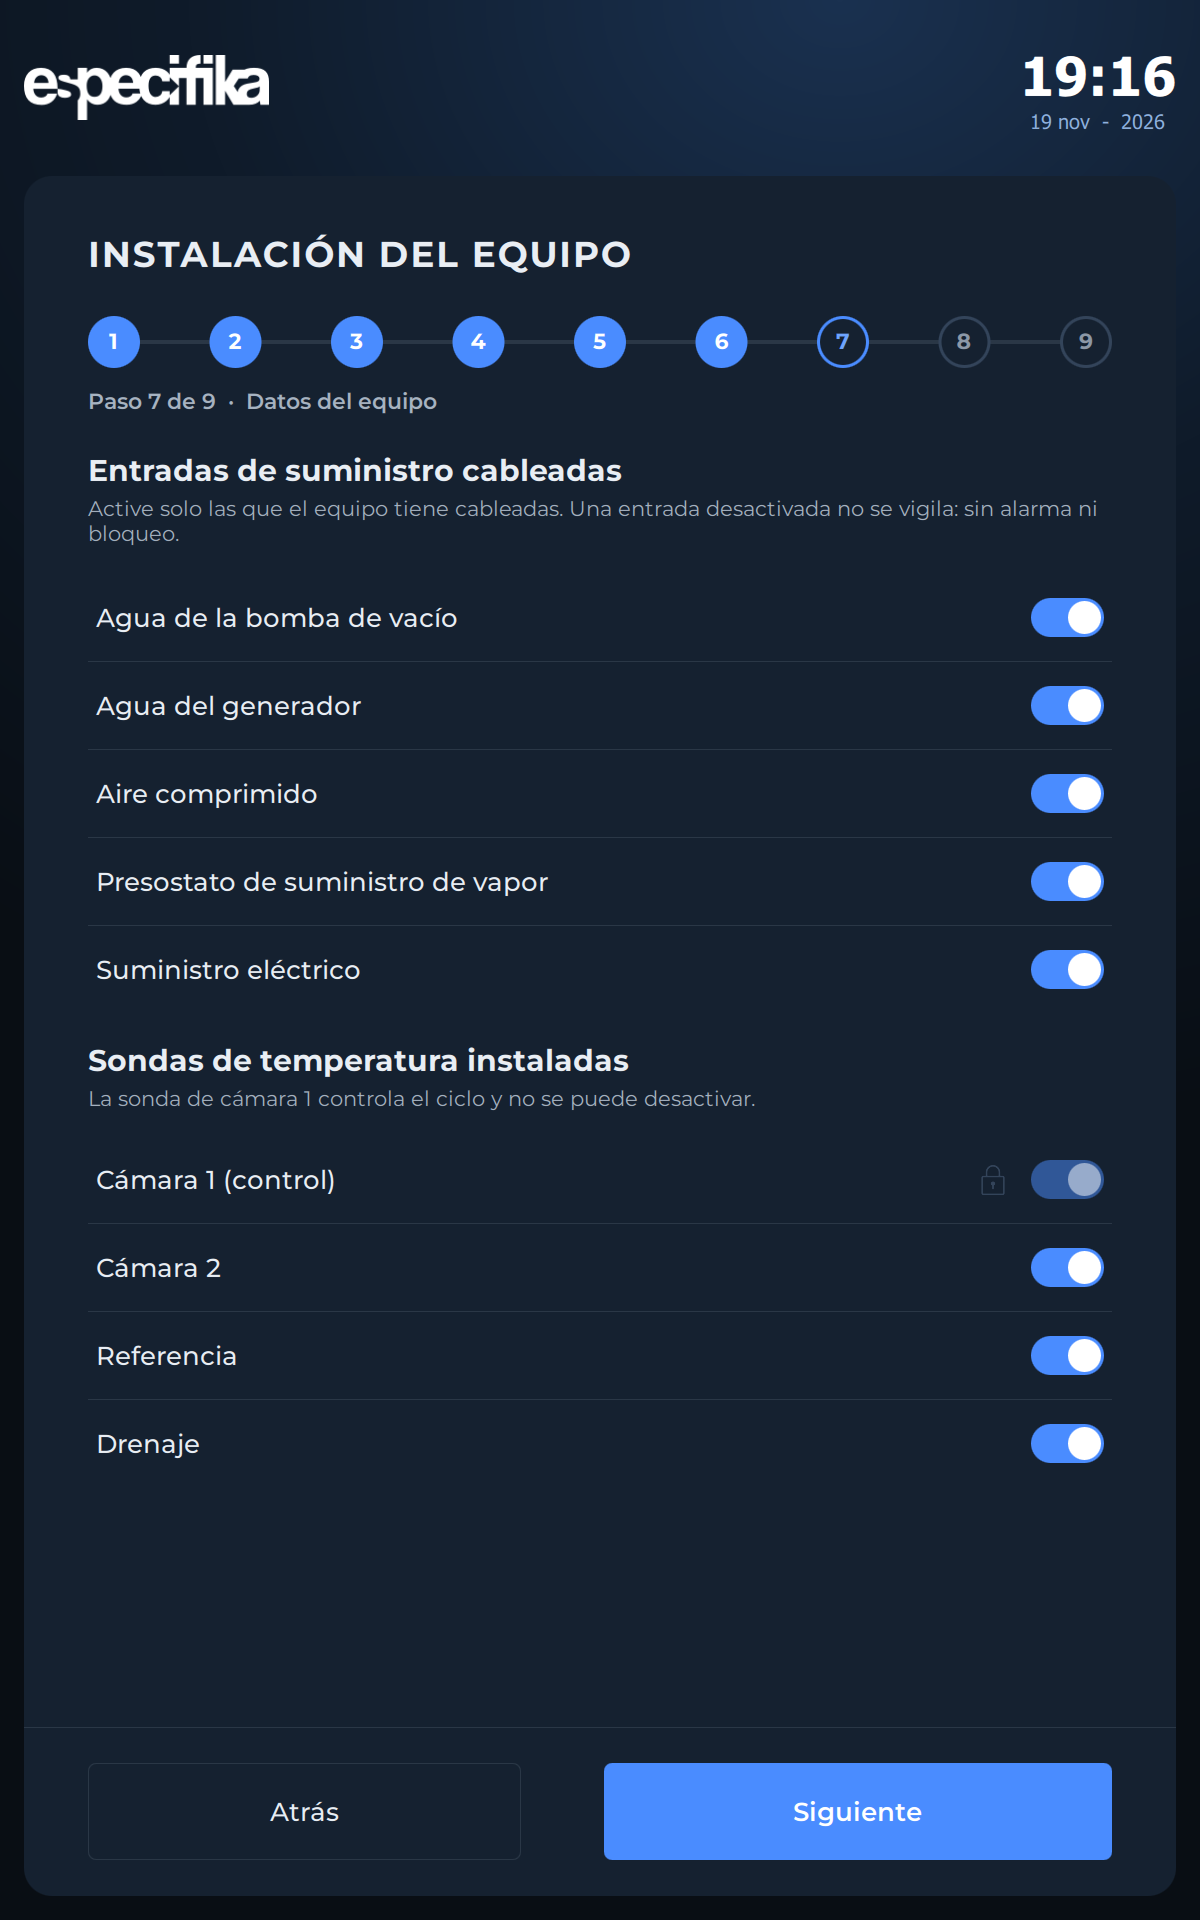 especifika
19:16
19 nov - 2026
INSTALACIÓN DEL EQUIPO
1 2 3 4 5 6 7 8 9
Paso 7 de 9 · Datos del equipo
Entradas de suministro cableadas
Active solo las que el equipo tiene cableadas. Una entrada desactivada no se vigila: sin alarma ni
bloqueo.
Agua de la bomba de vacío
Agua del generador
Aire comprimido
Presostato de suministro de vapor
Suministro eléctrico
Sondas de temperatura instaladas
La sonda de cámara 1 controla el ciclo y no se puede desactivar.
Cámara 1 (control)
Cámara 2
Referencia
Drenaje
Atrás
Siguiente